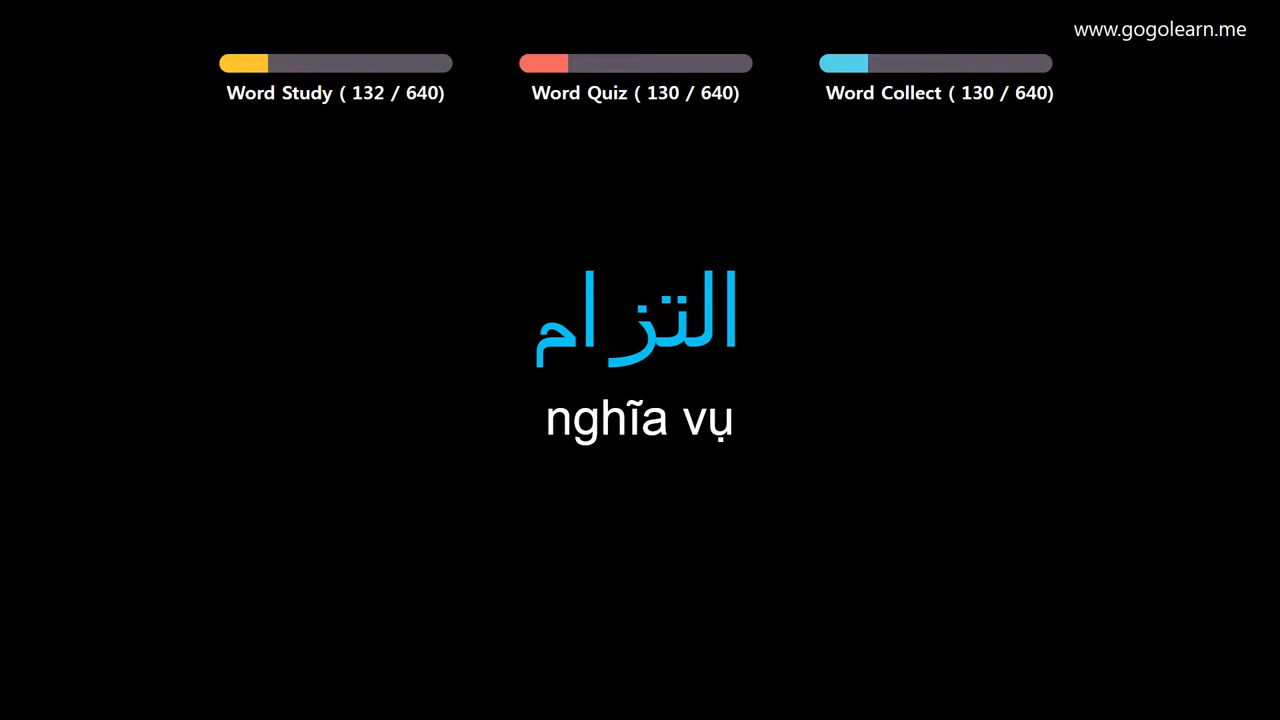 www.gogolearn.me
Word Study ( 132 / 640)
Word Quiz ( 130 / 640)
Word Collect ( 130 / 640)
التزام
nghĩa vụ